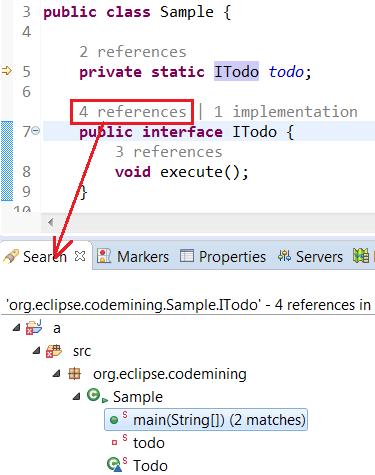 3 public class Sample {
4
2 references
5 private static ITodo todo;
6
4 references | 1 implementation
7 public interface ITodo {
3 references
8 void execute();
9 }
Search Markers Properties Servers
'org.eclipse.codemining.Sample.ITodo' - 4 references in
a
src
org.eclipse.codemining
Sample
S main(String[]) (2 matches)
S todo
S Todo